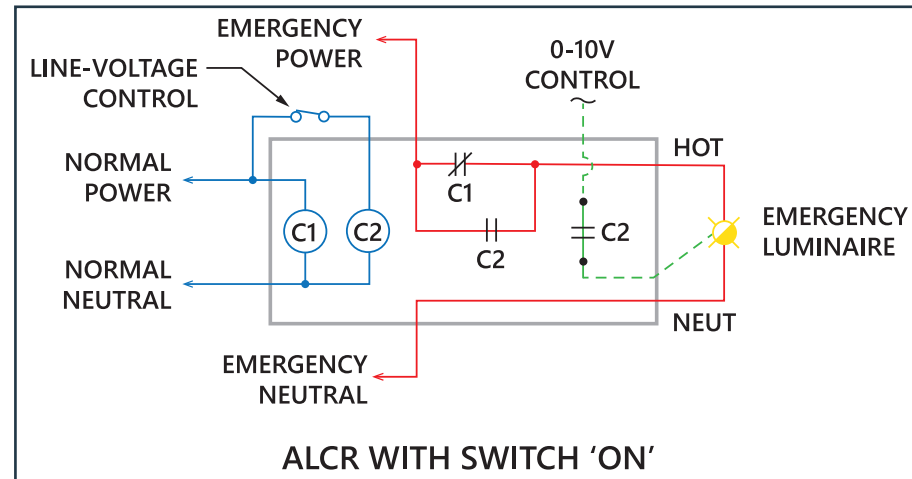 EMERGENCY
POWER
0-10V
CONTROL
LINE-VOLTAGE
CONTROL
HOT
NORMAL
POWER
C1
C1
C2
C2
C2
EMERGENCY
LUMINAIRE
NORMAL
NEUTRAL
NEUT
EMERGENCY
NEUTRAL
ALCR WITH SWITCH ‘ON’